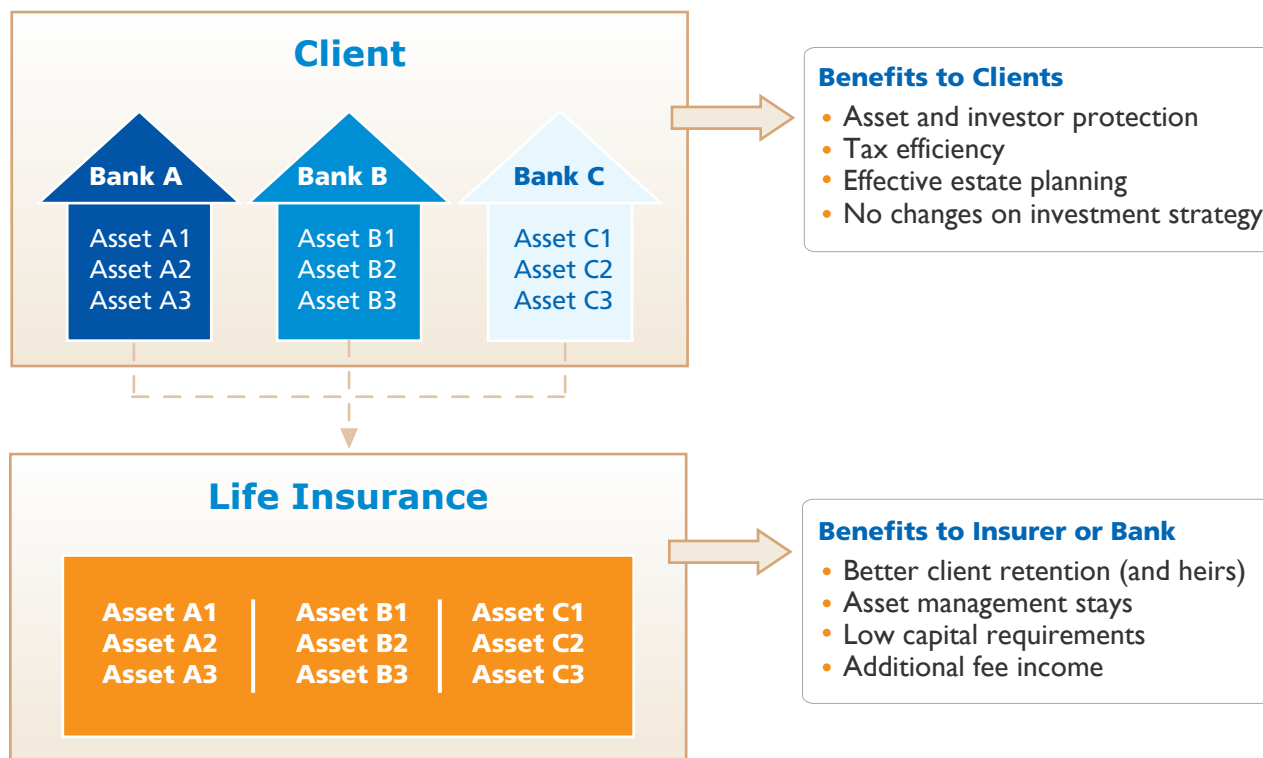 Client
Bank A
Asset A1
Asset A2
Asset A3
Bank B
Asset B1
Asset B2
Asset B3
Bank C
Asset C1
Asset C2
Asset C3
Benefits to Clients
• Asset and investor protection
• Tax efficiency
• Effective estate planning
• No changes on investment strategy
Life Insurance
Asset A1
Asset A2
Asset A3
Asset B1
Asset B2
Asset B3
Asset C1
Asset C2
Asset C3
Benefits to Insurer or Bank
• Better client retention (and heirs)
• Asset management stays
• Low capital requirements
• Additional fee income